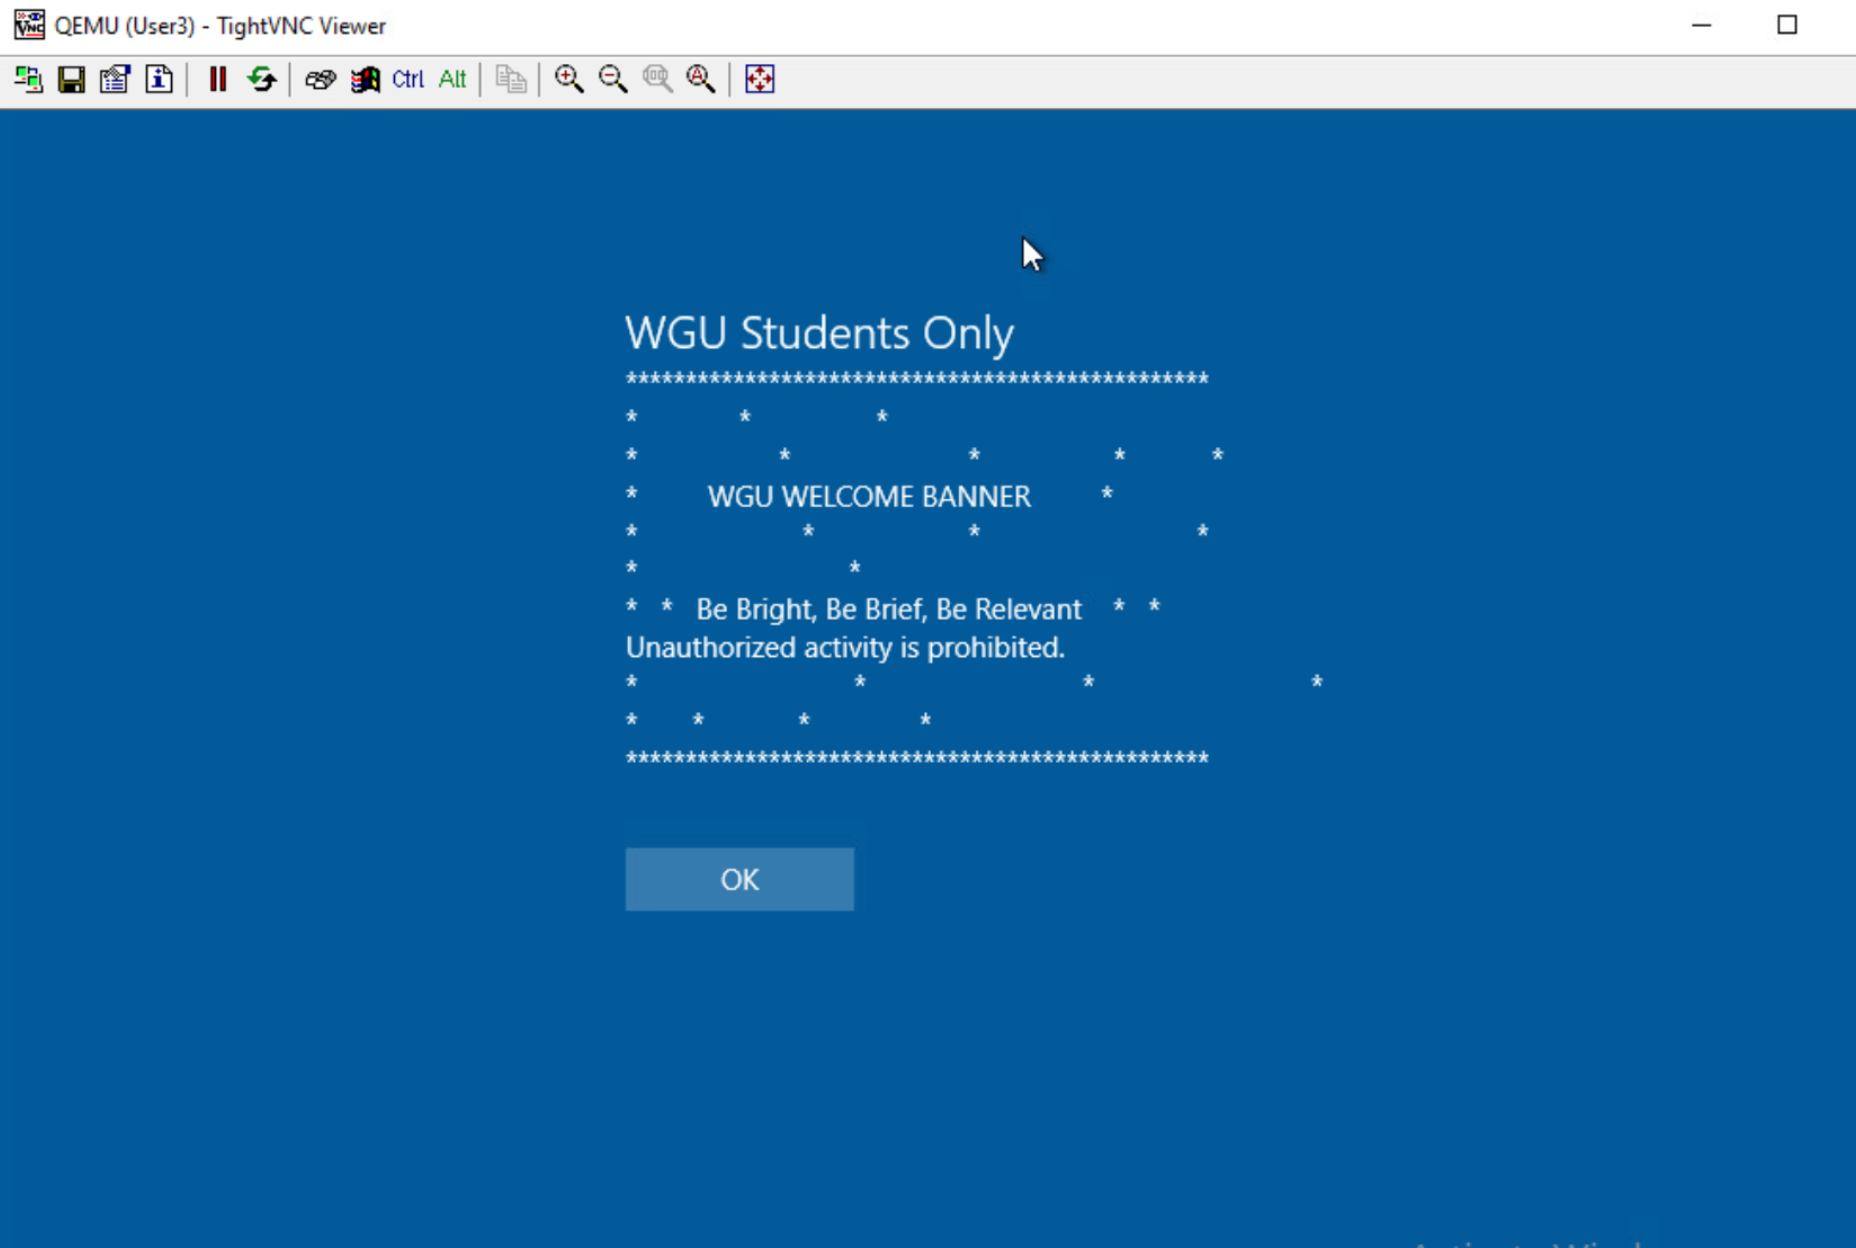 QEMU (User3) - TightVNC Viewer
Ctrl Alt
WGU Students Only
*************************************************
* * *
* * * * *
* WGU WELCOME BANNER *
* * * *
* *
* * Be Bright, Be Brief, Be Relevant * *
Unauthorized activity is prohibited.
* * * *
* * * *
*************************************************
OK